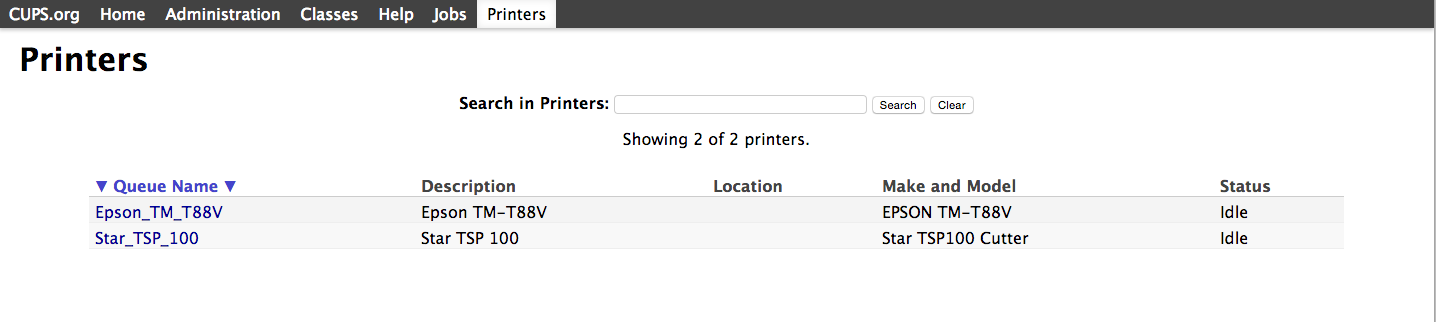 CUPS.org Home Administration Classes Help Jobs Printers
Printers
Search in Printers: Search Clear
Showing 2 of 2 printers.
▼ Queue Name ▼ Description Location Make and Model Status
Epson_TM_T88V Epson TM-T88V EPSON TM-T88V Idle
Star_TSP_100 Star TSP 100 Star TSP100 Cutter Idle